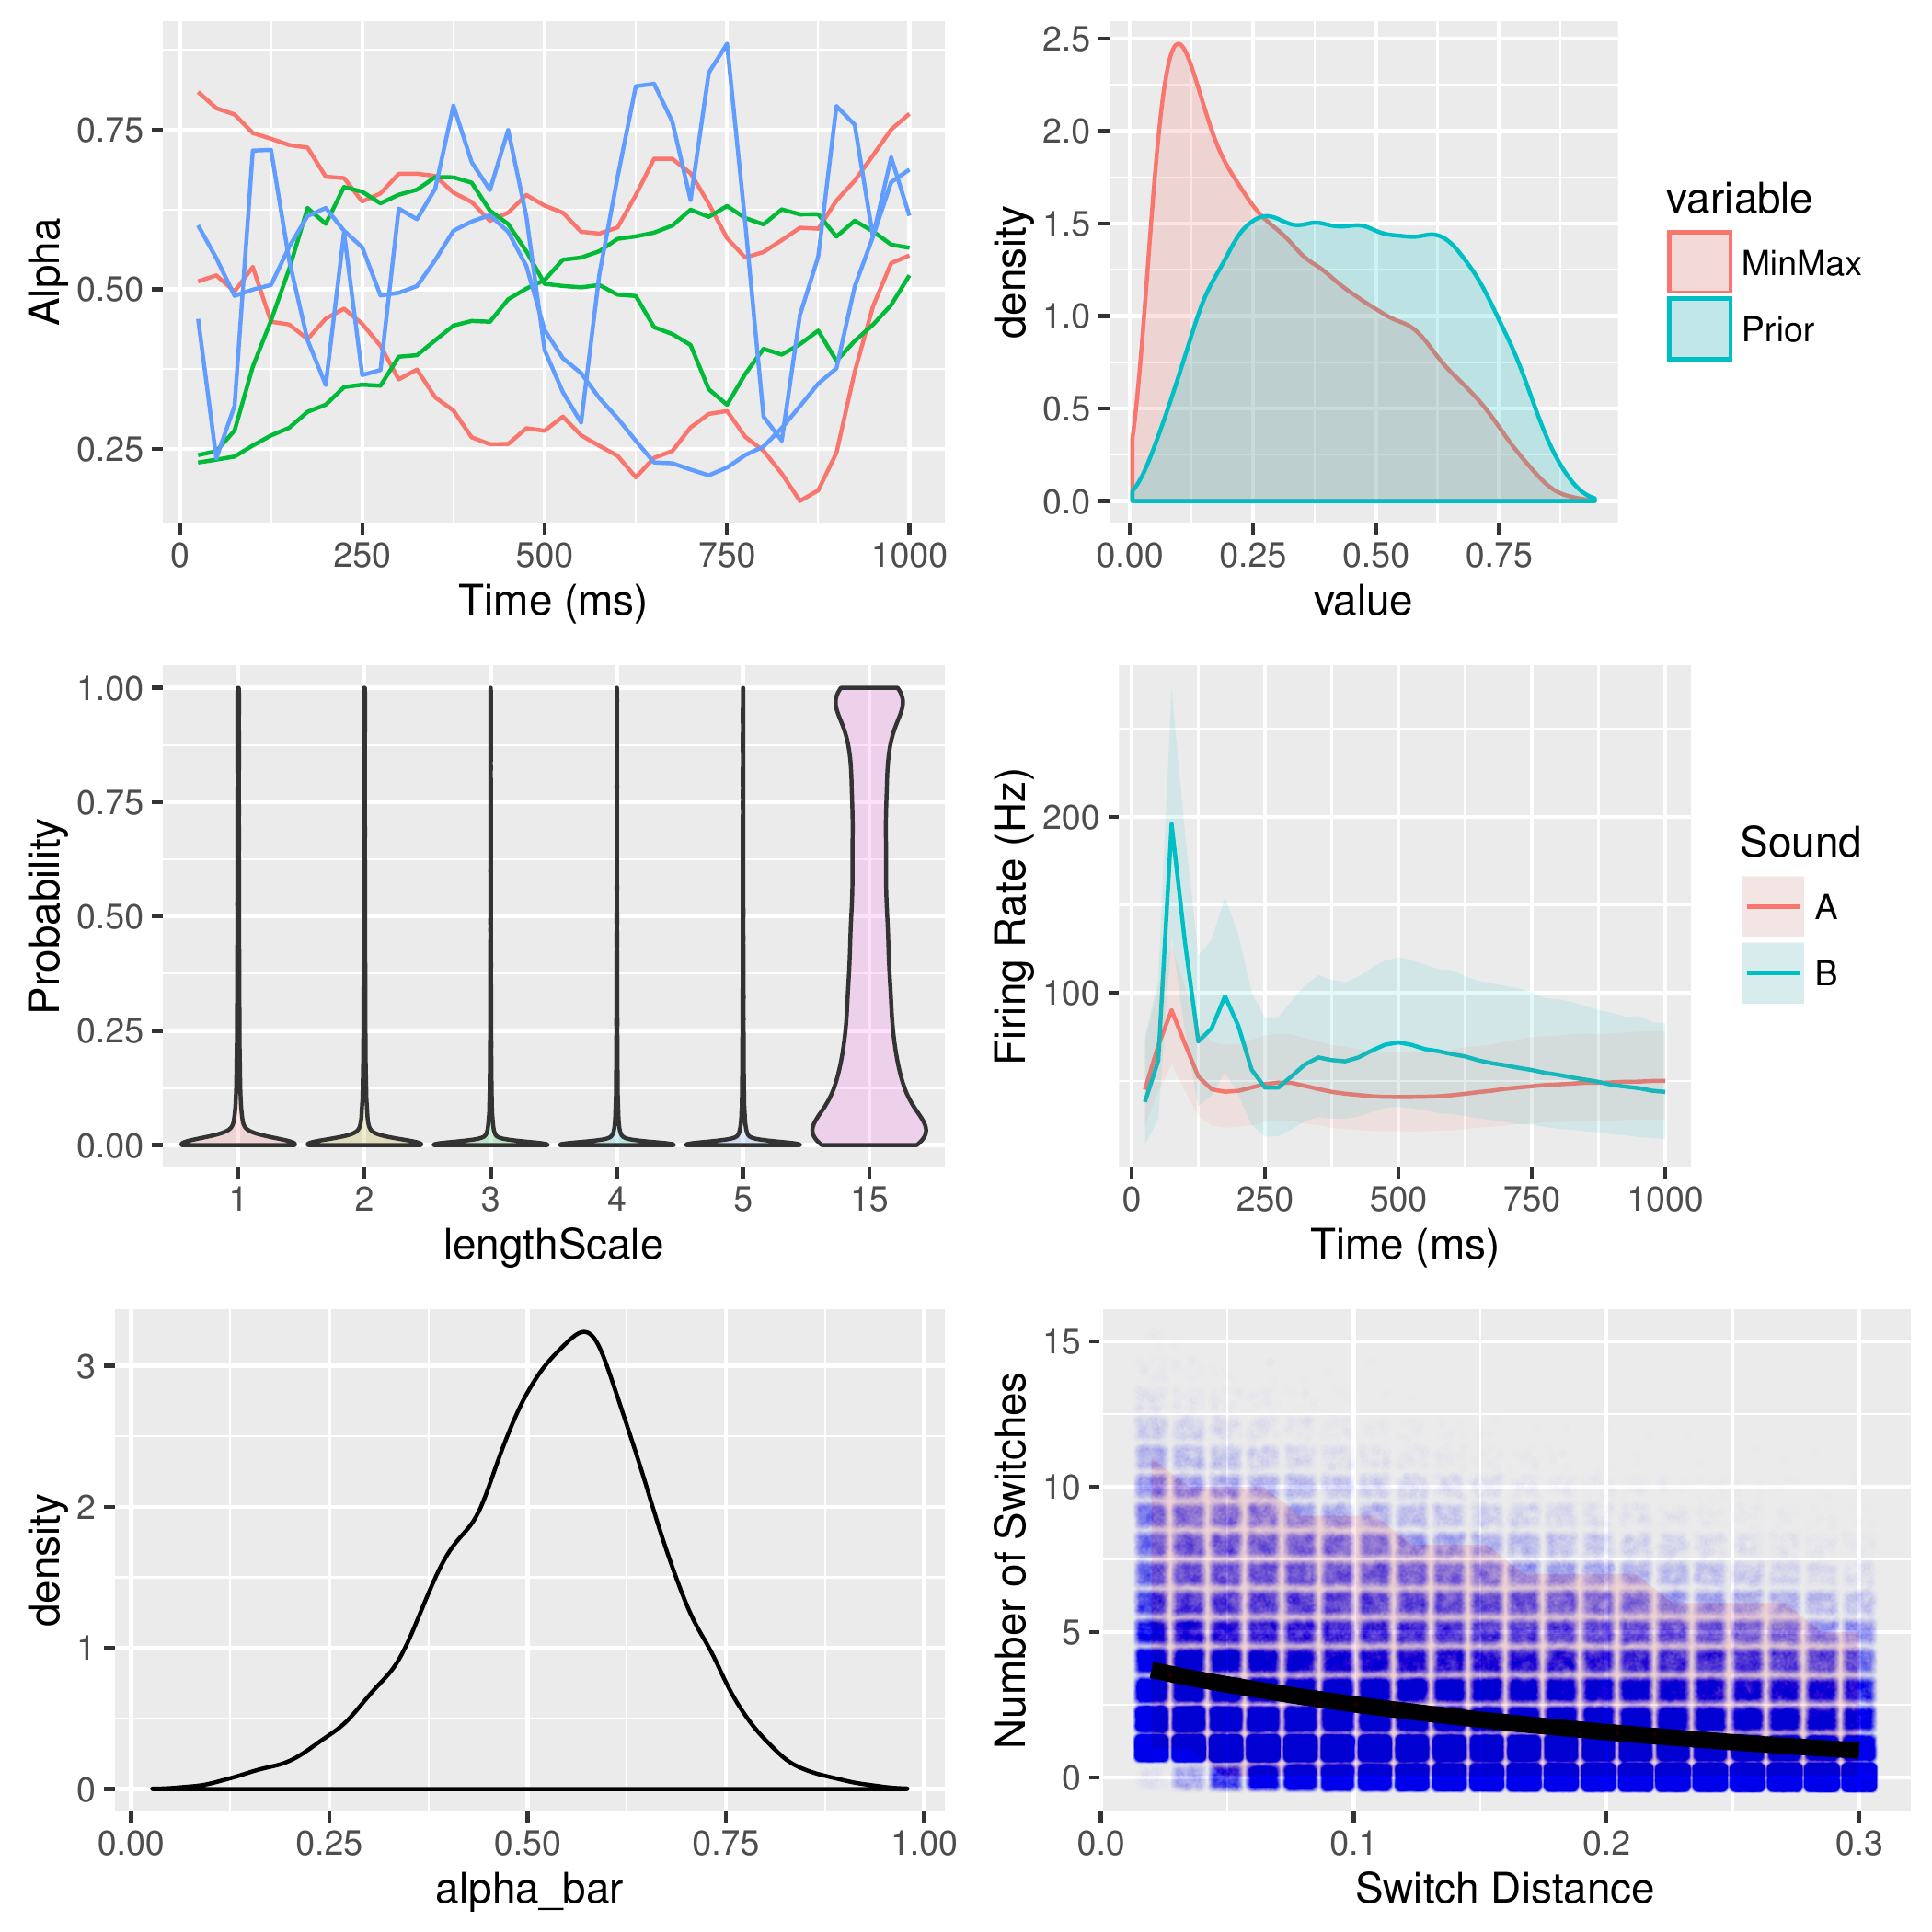 Alpha
0.75
0.50
0.25
0
250
500
750
1000
Time (ms)
density
2.5
2.0
1.5
1.0
0.5
0.0
0.00
0.25
0.50
0.75
value
variable
MinMax
Prior
Probability
1.00
0.75
0.50
0.25
0.00
1
2
3
4
5
15
lengthScale
Firing Rate (Hz)
200
100
0
250
500
750
1000
Time (ms)
Sound
A
B
density
3
2
1
0
0.00
0.25
0.50
0.75
1.00
alpha_bar
Number of Switches
15
10
5
0
0.0
0.1
0.2
0.3
Switch Distance